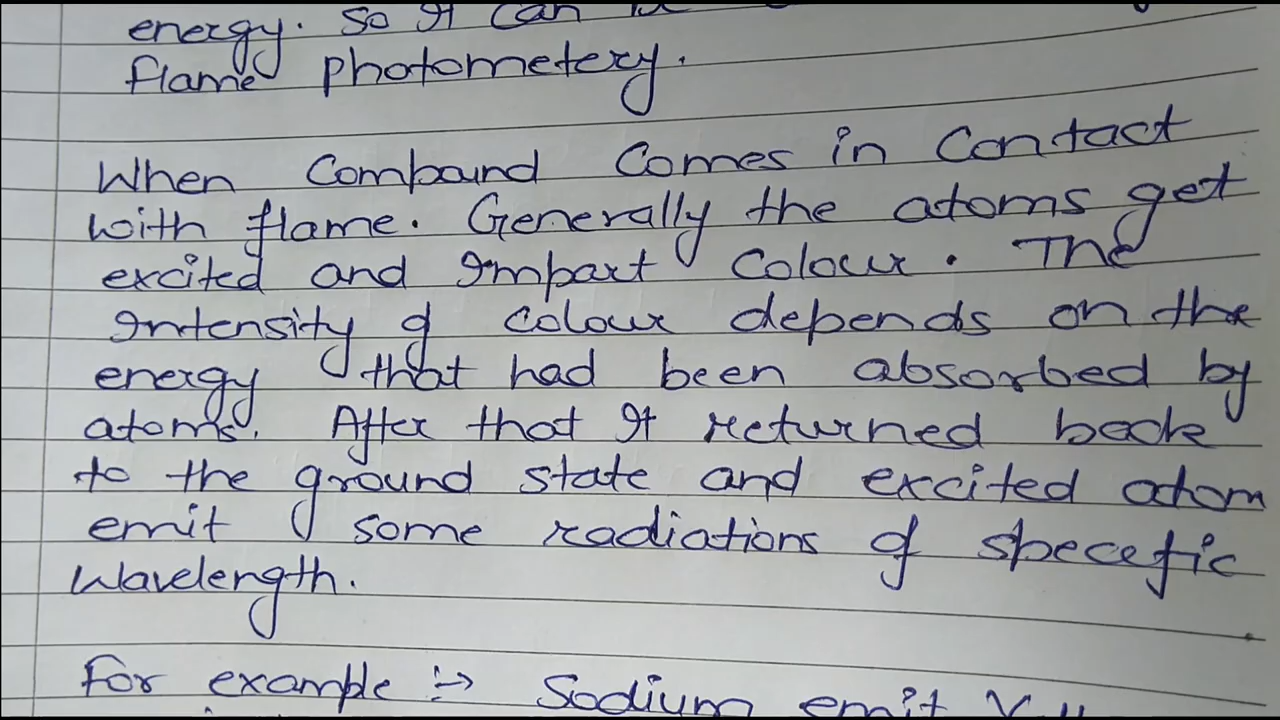 energy. So It can
flame photometery.
When Compound Comes in Contact
with flame. Generally the atoms get
excited and Impart Colour. The
Intensity of colour depends on the
energy that had been absorbed by
atoms. After that It returned back
to the ground state and excited atom
emit some radiations of specefic
Wavelength.
For example :→ Sodium emit